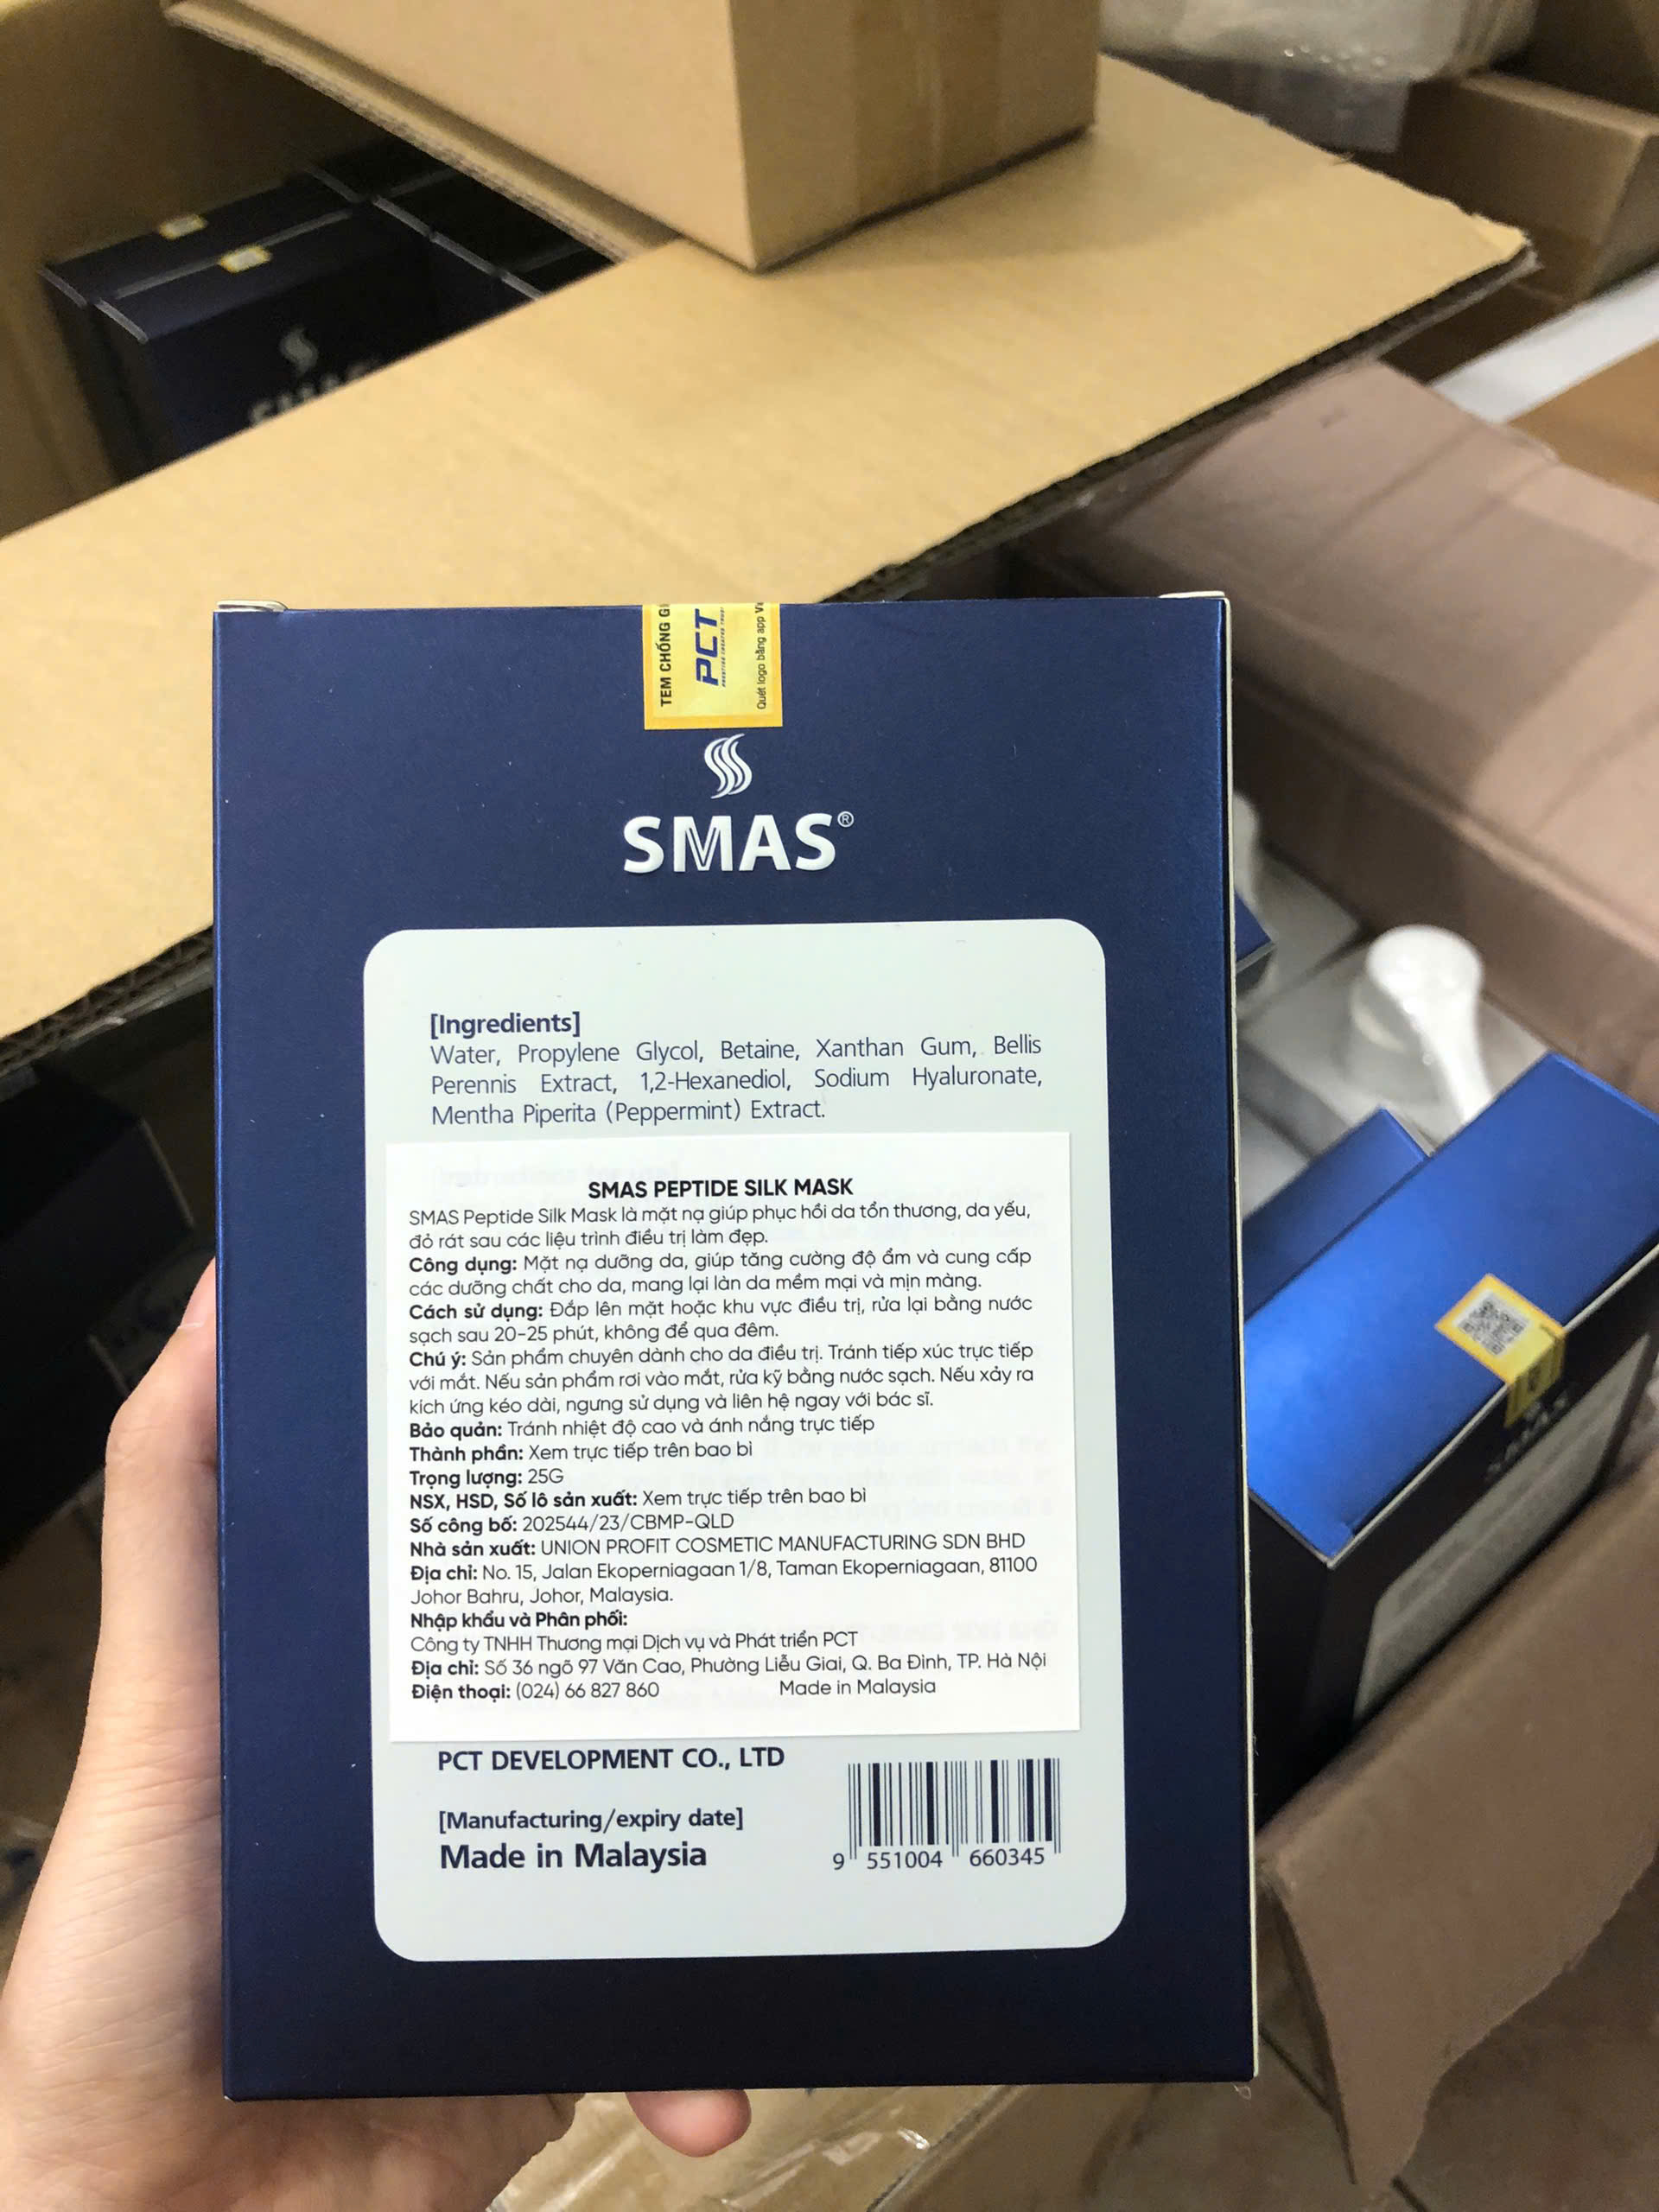 TEM CHỐNG
PCT
Quét logo bằng app
SMAS®
[Ingredients]
Water, Propylene Glycol, Betaine, Xanthan Gum, Bellis
Perennis Extract, 1,2-Hexanediol, Sodium Hyaluronate,
Mentha Piperita (Peppermint) Extract.
SMAS PEPTIDE SILK MASK
SMAS Peptide Silk Mask là mặt nạ giúp phục hồi da tổn thương, da yếu,
đỏ rát sau các liệu trình điều trị làm đẹp.
Công dụng: Mặt nạ dưỡng da, giúp tăng cường độ ẩm và cung cấp
các dưỡng chất cho da, mang lại làn da mềm mại và mịn màng.
Cách sử dụng: Đắp lên mặt hoặc khu vực điều trị, rửa lại bằng nước
sạch sau 20-25 phút, không để qua đêm.
Chú ý: Sản phẩm chuyên dành cho da điều trị. Tránh tiếp xúc trực tiếp
với mắt. Nếu sản phẩm rơi vào mắt, rửa kỹ bằng nước sạch. Nếu xảy ra
kích ứng kéo dài, ngưng sử dụng và liên hệ ngay với bác sĩ.
Bảo quản: Tránh nhiệt độ cao và ánh nắng trực tiếp
Thành phần: Xem trực tiếp trên bao bì
Trọng lượng: 25G
NSX, HSD, Số lô sản xuất: Xem trực tiếp trên bao bì
Số công bố: 202544/23/CBMP-QLD
Nhà sản xuất: UNION PROFIT COSMETIC MANUFACTURING SDN BHD
Địa chỉ: No. 15, Jalan Ekoperniagaan 1/8, Taman Ekoperniagaan, 81100
Johor Bahru, Johor, Malaysia.
Nhập khẩu và Phân phối:
Công ty TNHH Thương mại Dịch vụ và Phát triển PCT
Địa chỉ: Số 36 ngõ 97 Văn Cao, Phường Liễu Giai, Q. Ba Đình, TP. Hà Nội
Điện thoại: (024) 66 827 860 Made in Malaysia
PCT DEVELOPMENT CO., LTD
[Manufacturing/expiry date]
Made in Malaysia
9 551004 660345